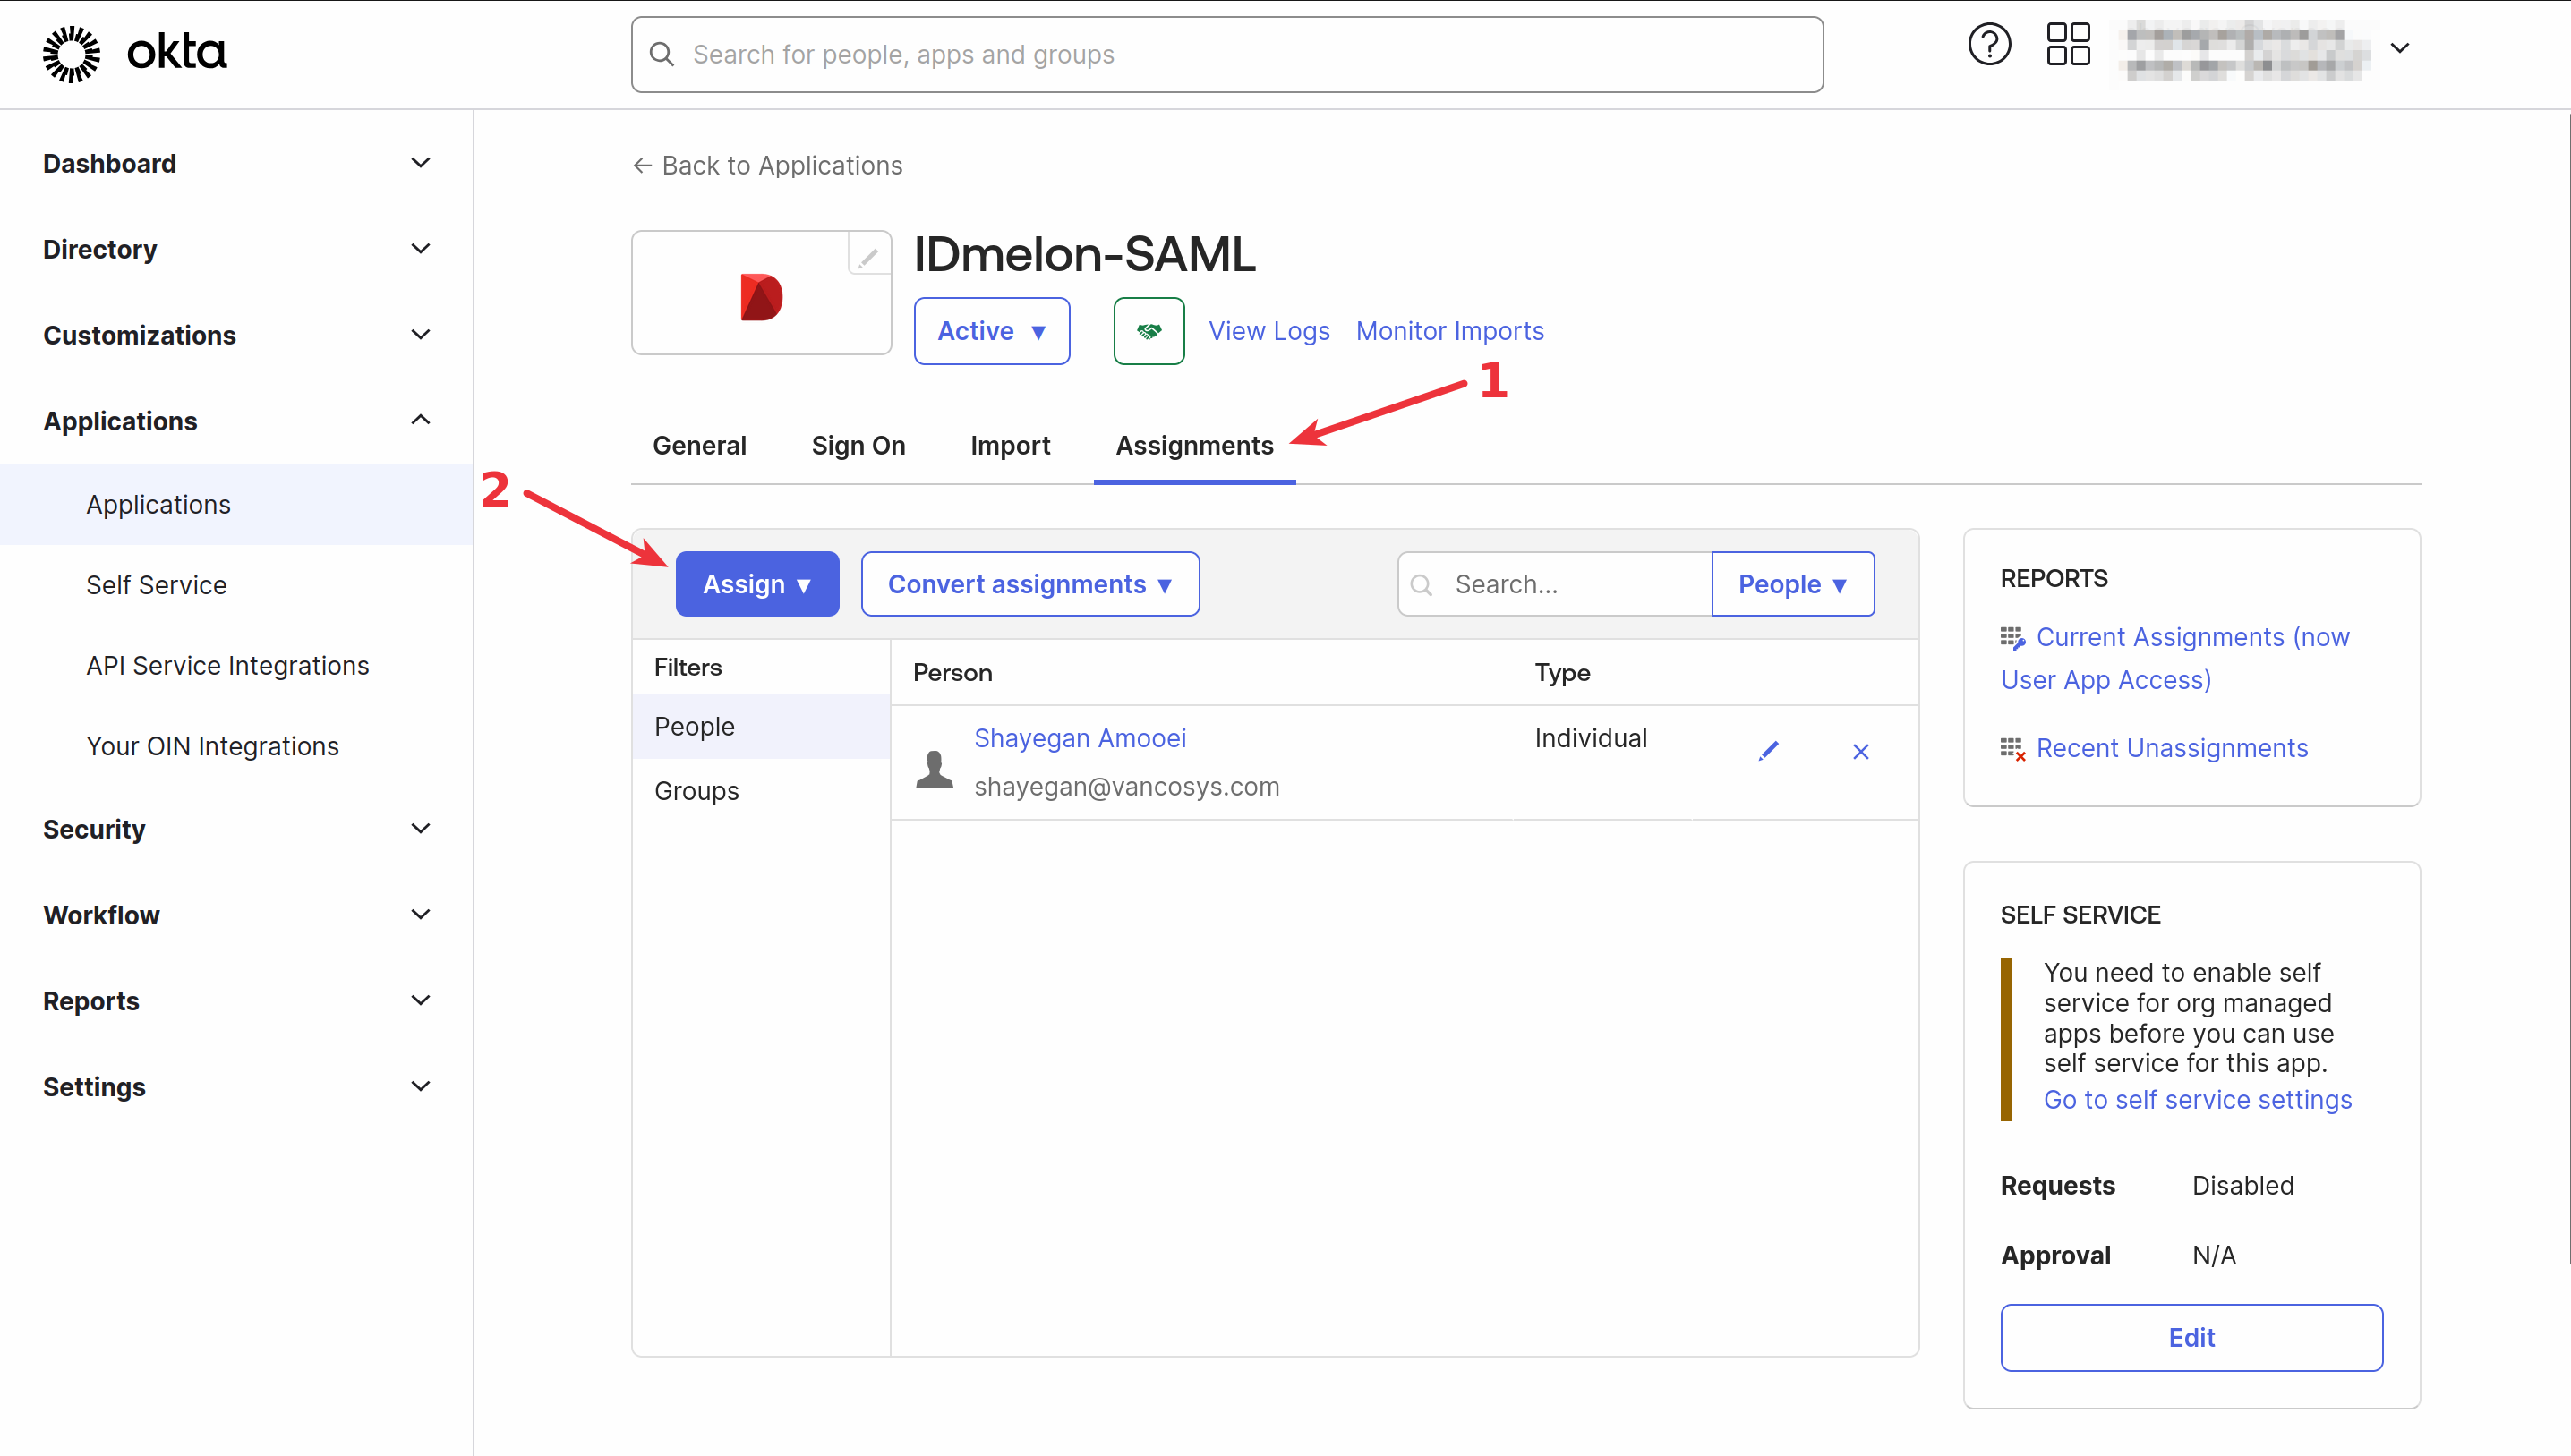 okta
Search for people, apps and groups
Dashboard
Directory
Customizations
Applications
Applications
Self Service
API Service Integrations
Your OIN Integrations
Security
Workflow
Reports
Settings
← Back to Applications
IDmelon-SAML
Active ▼
View Logs
Monitor Imports
1
General
Sign On
Import
Assignments
2
Assign ▼
Convert assignments ▼
Search...
People ▼
Filters
People
Groups
Person
Type
Shayegan Amooei
Individual
shayegan@vancosys.com
REPORTS
Current Assignments (now
User App Access)
Recent Unassignments
SELF SERVICE
You need to enable self
service for org managed
apps before you can use
self service for this app.
Go to self service settings
Requests
Disabled
Approval
N/A
Edit